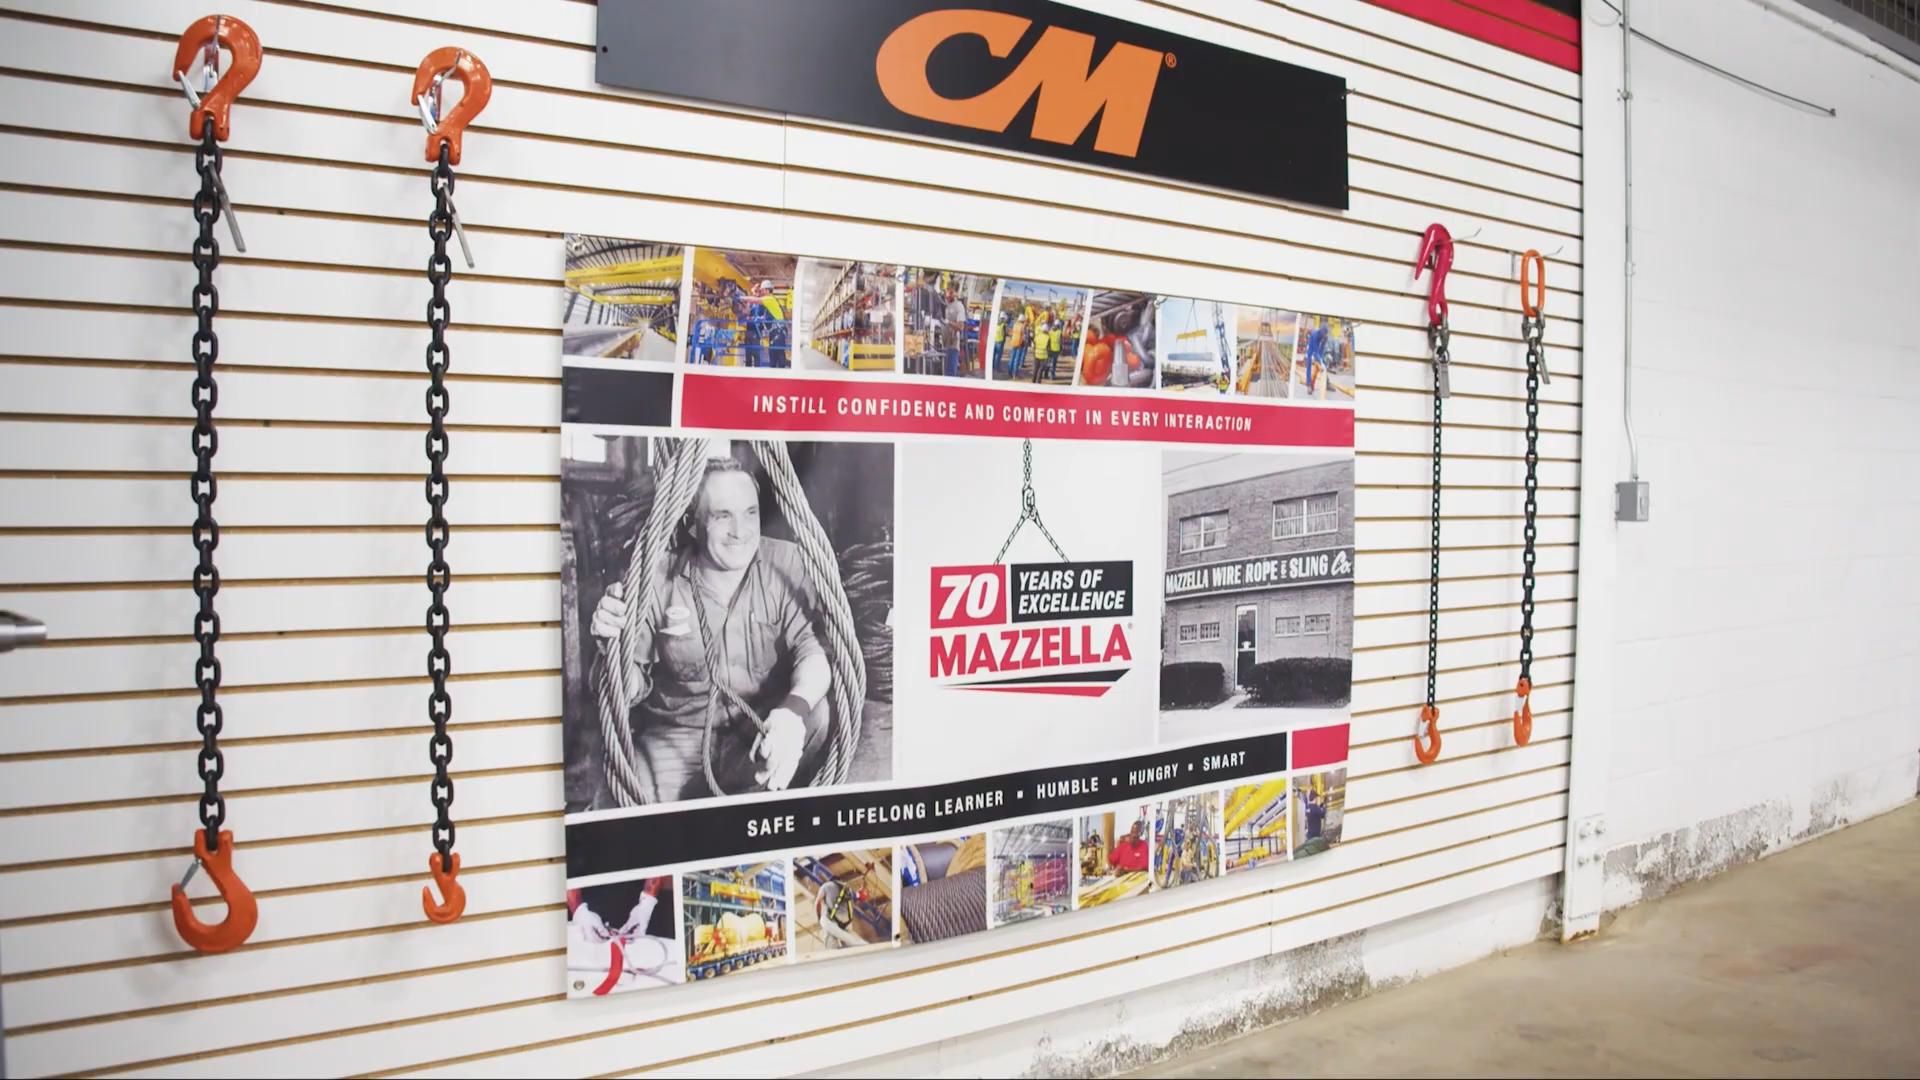 CM®
INSTILL CONFIDENCE AND COMFORT IN EVERY INTERACTION
70 YEARS OF
EXCELLENCE
MAZZELLA®
MAZZELLA WIRE ROPE AND SLING Co.
SAFE ▪ LIFELONG LEARNER ▪ HUMBLE ▪ HUNGRY ▪ SMART